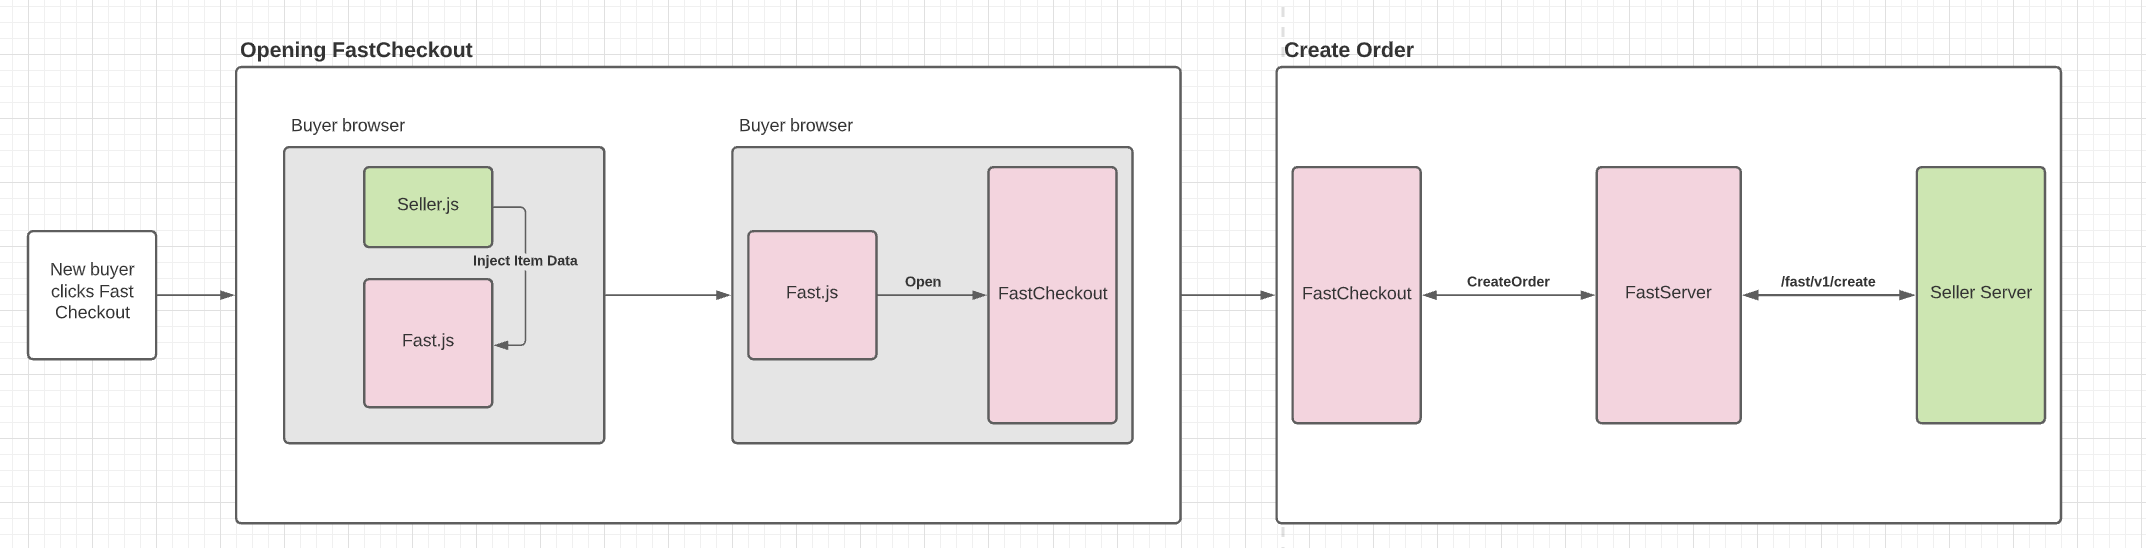 Opening FastCheckout
Create Order
Buyer browser
Buyer browser
New buyer
clicks Fast
Checkout
Seller.js
Inject Item Data
Fast.js
Fast.js
Open
FastCheckout
FastCheckout
CreateOrder
FastServer
/fast/v1/create
Seller Server